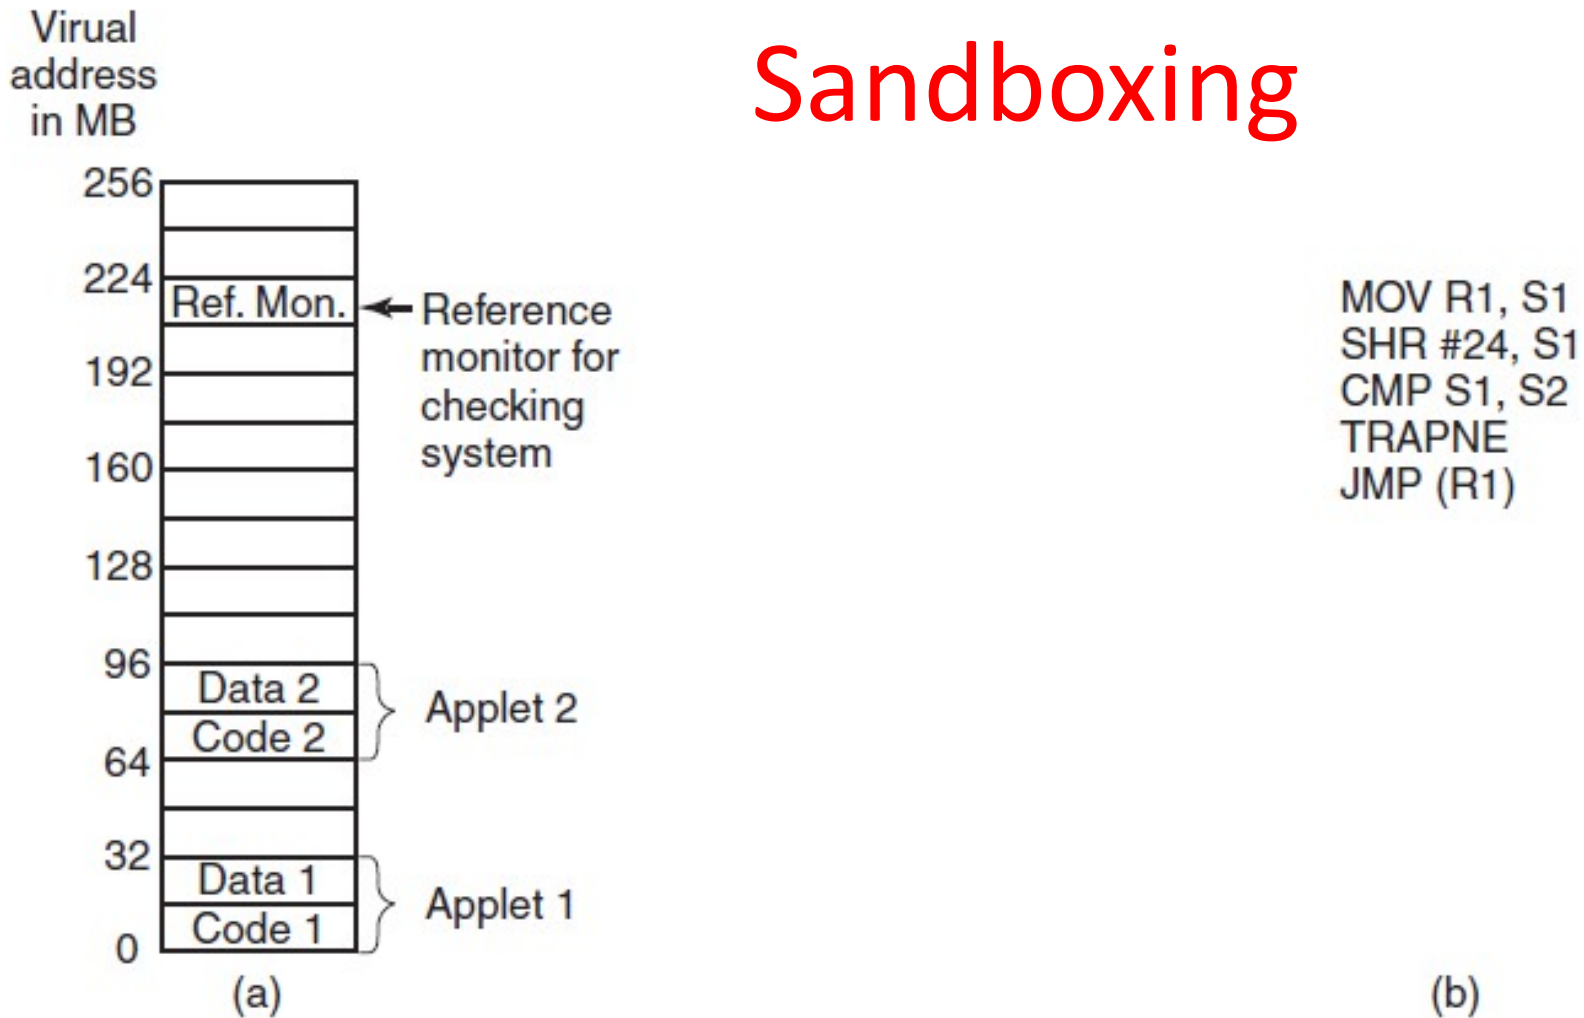 Virual
address
in MB
Sandboxing
256
224
Ref. Mon.
Reference
monitor for
checking
system
192
160
128
96
Data 2
Code 2
Applet 2
64
32
Data 1
Code 1
Applet 1
0
(a)
MOV R1, S1
SHR #24, S1
CMP S1, S2
TRAPNE
JMP (R1)
(b)